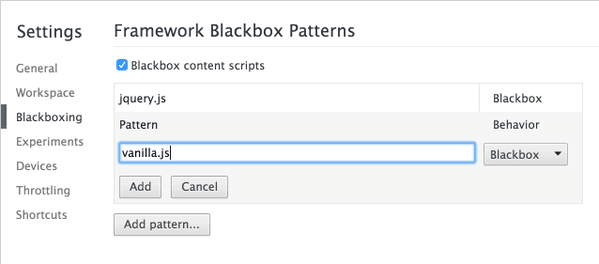 Settings
General
Workspace
Blackboxing
Experiments
Devices
Throttling
Shortcuts
Framework Blackbox Patterns
Blackbox content scripts
jquery.js Blackbox
Pattern Behavior
vanilla.js Blackbox
Add Cancel
Add pattern...